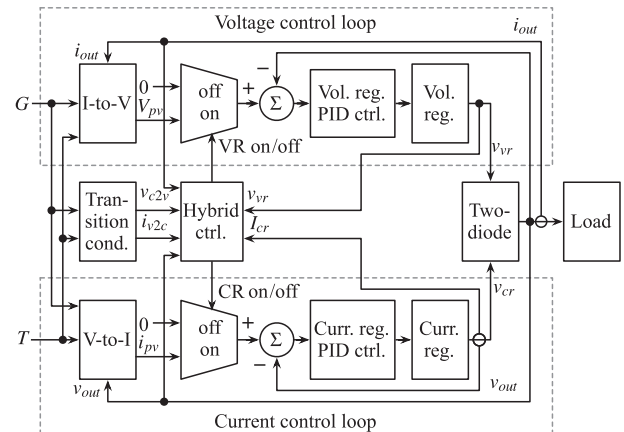 Voltage control loop
i_out
i_out
G
I-to-V
0
V_pv
off
on
+
−
Σ
Vol. reg.
PID ctrl.
Vol.
reg.
VR on/off
v_vr
Tran-
sition
cond.
v_c2v
i_v2c
Hybrid
ctrl.
v_vr
I_cr
Two-
diode
Load
CR on/off
v_cr
T
V-to-I
0
i_pv
off
on
+
−
Σ
Curr. reg.
PID ctrl.
Curr.
reg.
v_out
v_out
Current control loop